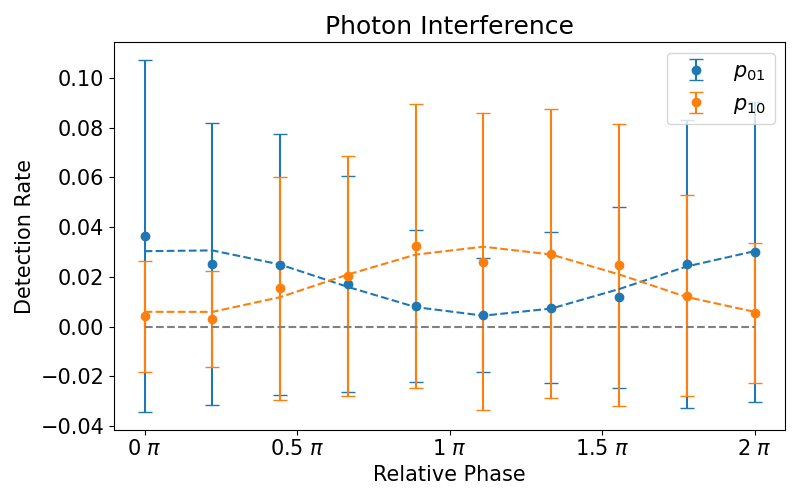 Photon Interference
Detection Rate
0.10
0.08
0.06
0.04
0.02
0.00
−0.02
−0.04
p01
p10
0 π
0.5 π
1 π
1.5 π
2 π
Relative Phase